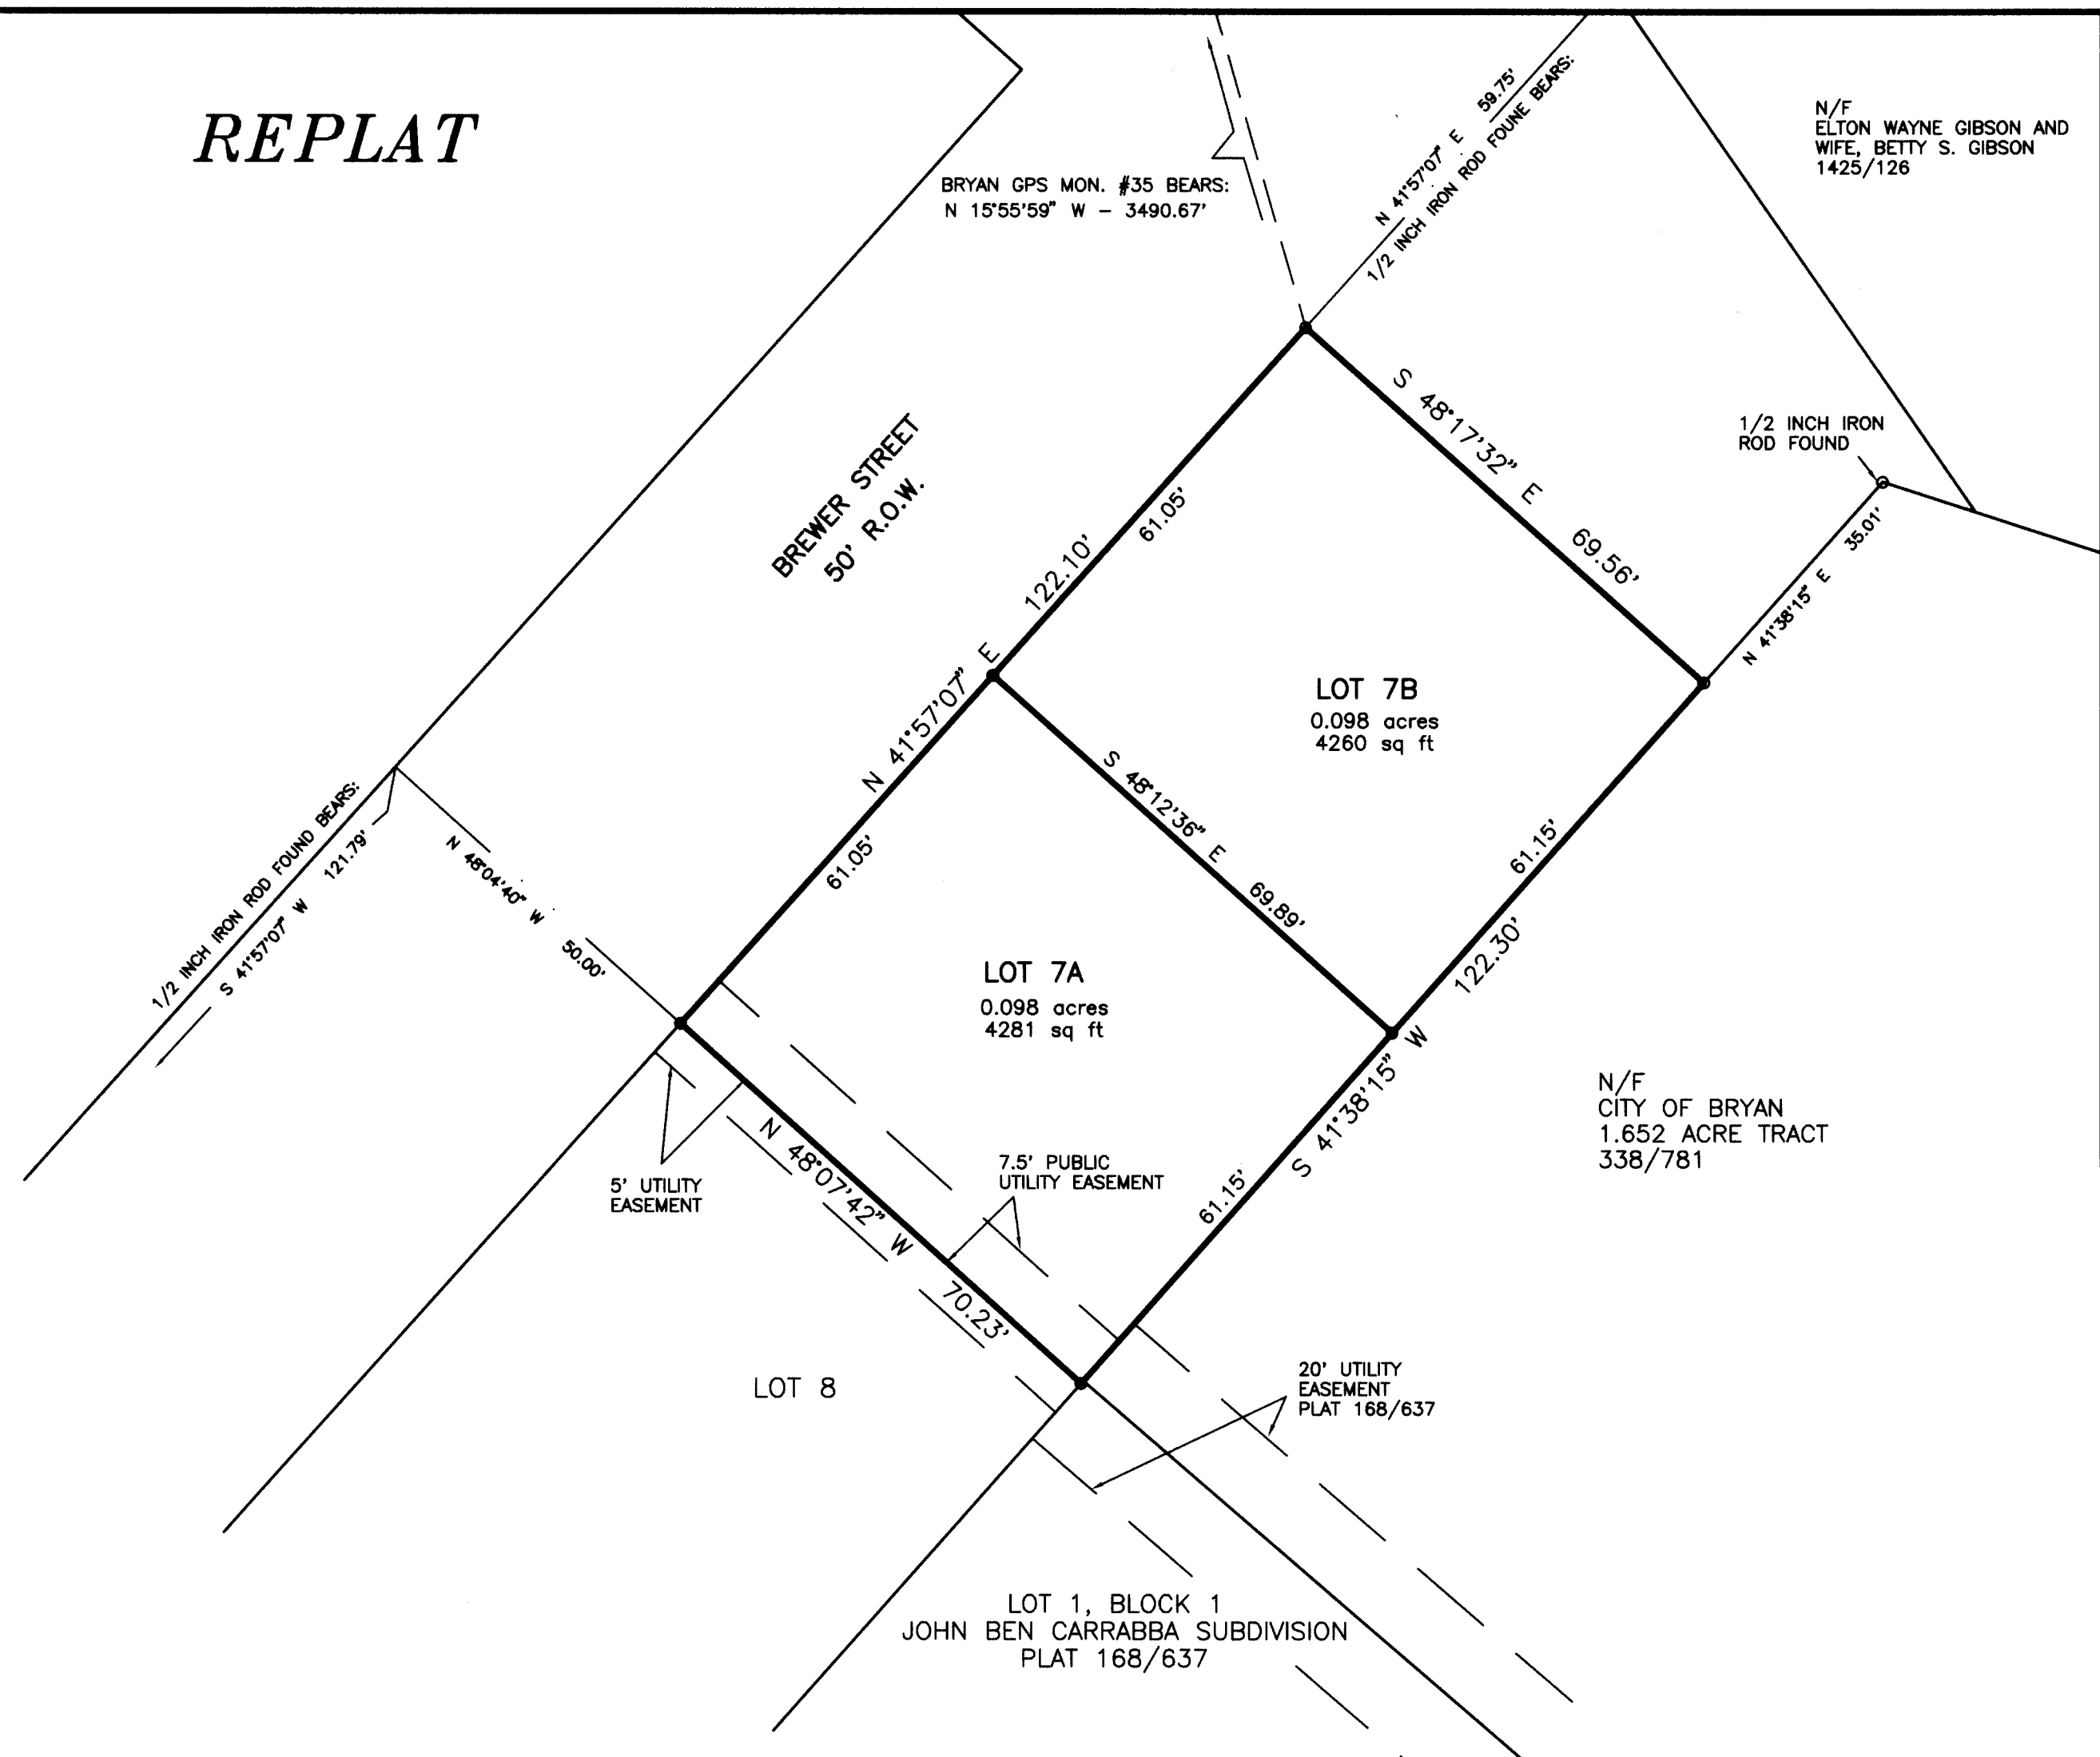 REPLAT
BRYAN GPS MON. #35 BEARS:
N 15°55'59" W - 3490.67'
N 41°57'07" E 59.75'
1/2 INCH IRON ROD FOUNE BEARS:
N/F
ELTON WAYNE GIBSON AND
WIFE, BETTY S. GIBSON
1425/126
1/2 INCH IRON
ROD FOUND
S 48°17'32" E 69.56'
N 41°38'15" E 35.01'
BREWER STREET
50' R.O.W.
61.05'
N 41°57'07" E 122.10'
61.05'
LOT 7B
0.098 acres
4260 sq ft
S 48°12'36" E 69.89'
61.15'
S 41°38'15" W 122.30'
61.15'
1/2 INCH IRON ROD FOUND BEARS:
S 41°57'07" W 121.79'
N 48°04'40" W 50.00'
LOT 7A
0.098 acres
4281 sq ft
N/F
CITY OF BRYAN
1.652 ACRE TRACT
338/781
5' UTILITY
EASEMENT
N 48°07'42" W 70.23'
7.5' PUBLIC
UTILITY EASEMENT
LOT 8
20' UTILITY
EASEMENT
PLAT 168/637
LOT 1, BLOCK 1
JOHN BEN CARRABBA SUBDIVISION
PLAT 168/637